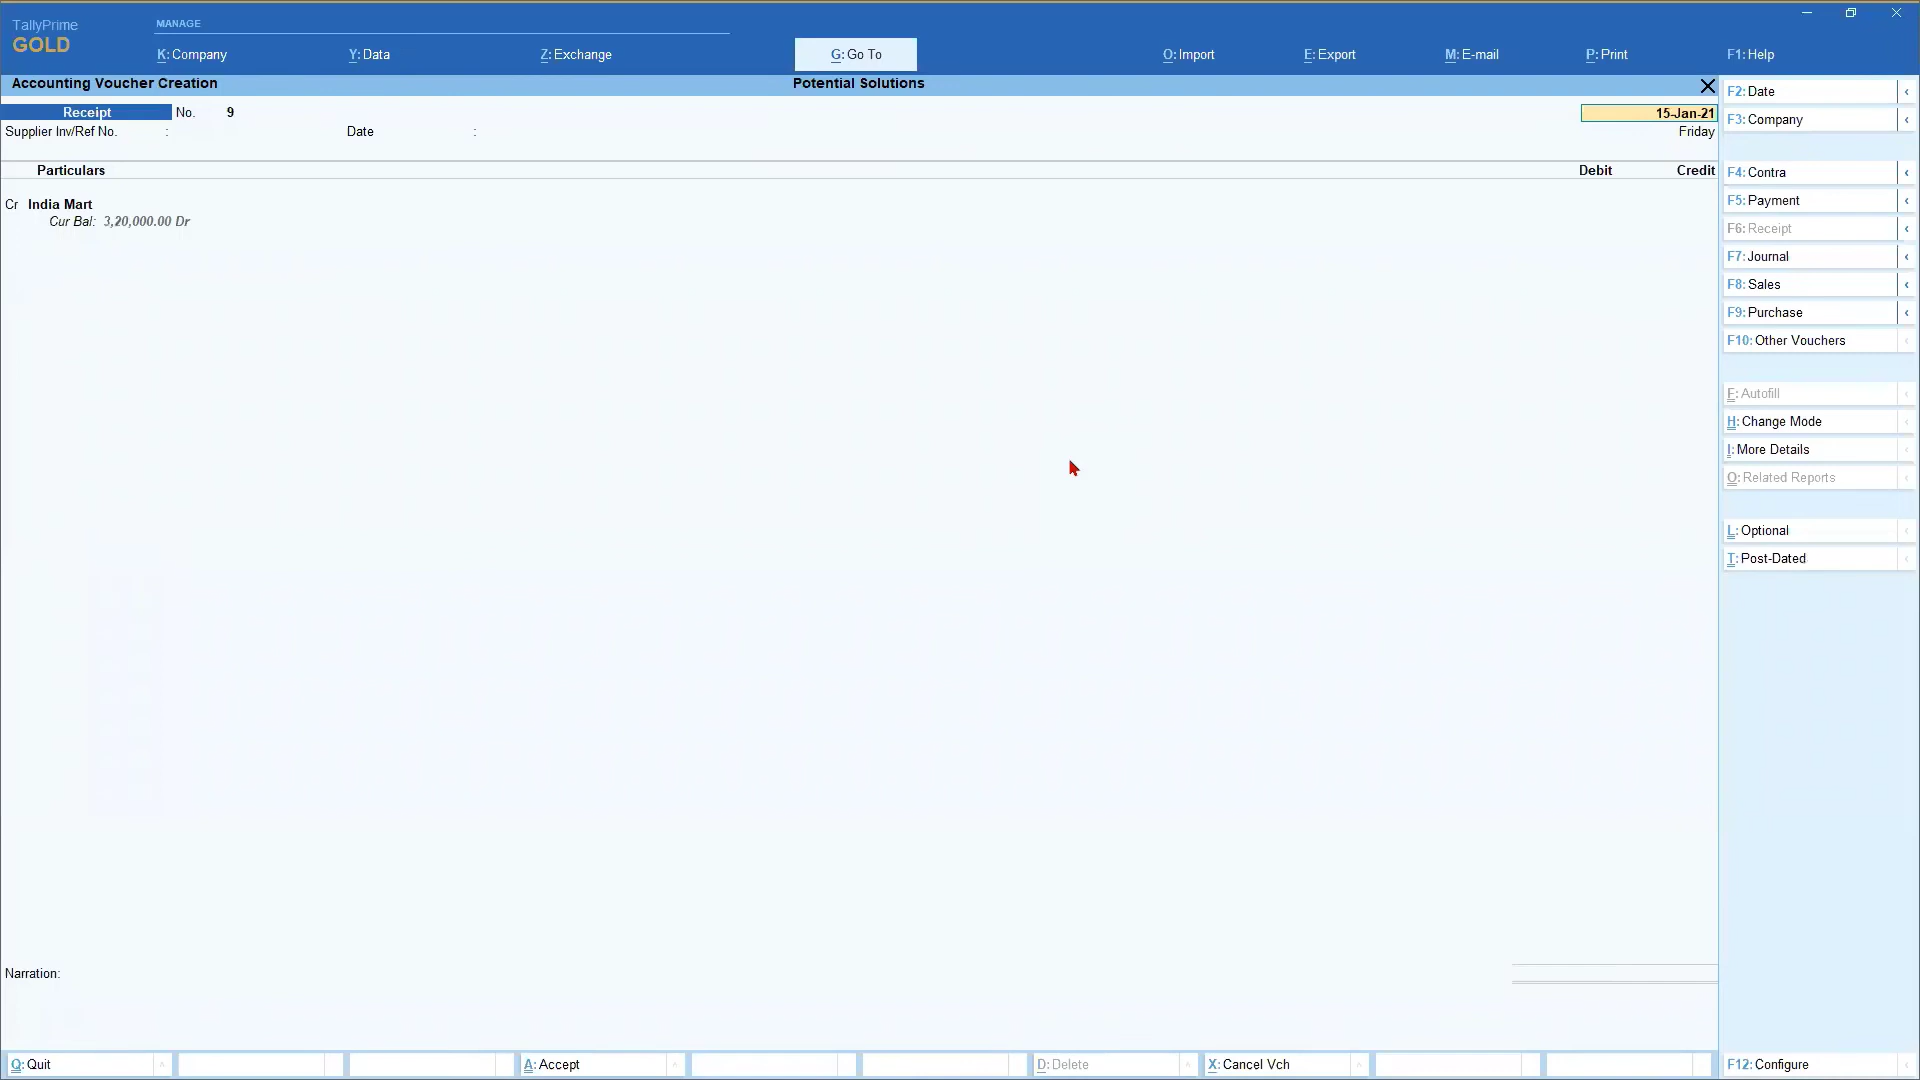 TallyPrime
GOLD
MANAGE
K: Company
Y: Data
Z: Exchange
G: Go To
O: Import
E: Export
M: E-mail
P: Print
F1: Help
Accounting Voucher Creation
Potential Solutions
Receipt No. 9
15-Jan-21
Supplier Inv/Ref No. :
Date :
Friday
Particulars
Debit
Credit
Cr India Mart
Cur Bal: 3,20,000.00 Dr
Narration:
F2: Date
F3: Company
F4: Contra
F5: Payment
F6: Receipt
F7: Journal
F8: Sales
F9: Purchase
F10: Other Vouchers
F: Autofill
H: Change Mode
I: More Details
O: Related Reports
L: Optional
T: Post-Dated
Q: Quit
A: Accept
D: Delete
X: Cancel Vch
F12: Configure